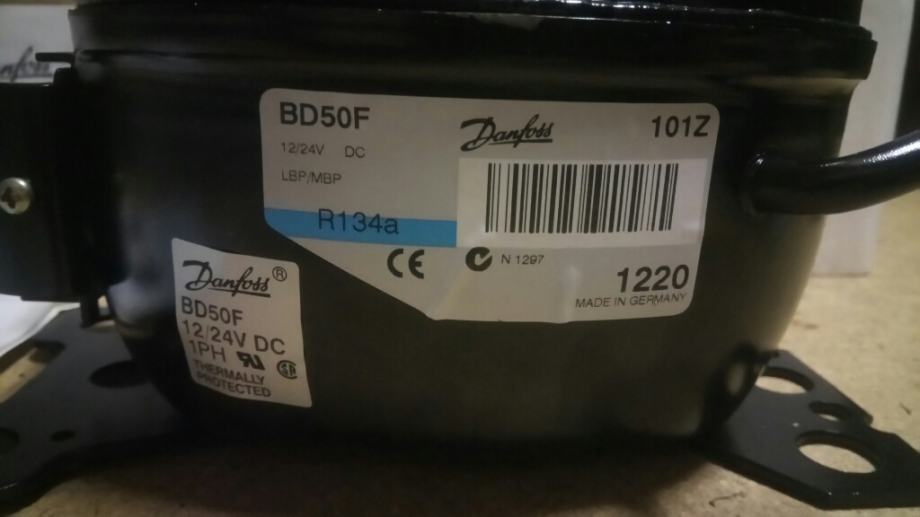 BD50F
Danfoss
101Z
12/24V DC
LBP/MBP
R134a
CE
N 1297
1220
MADE IN GERMANY
Danfoss®
BD50F
12/24V DC
1PH
THERMALLY
PROTECTED